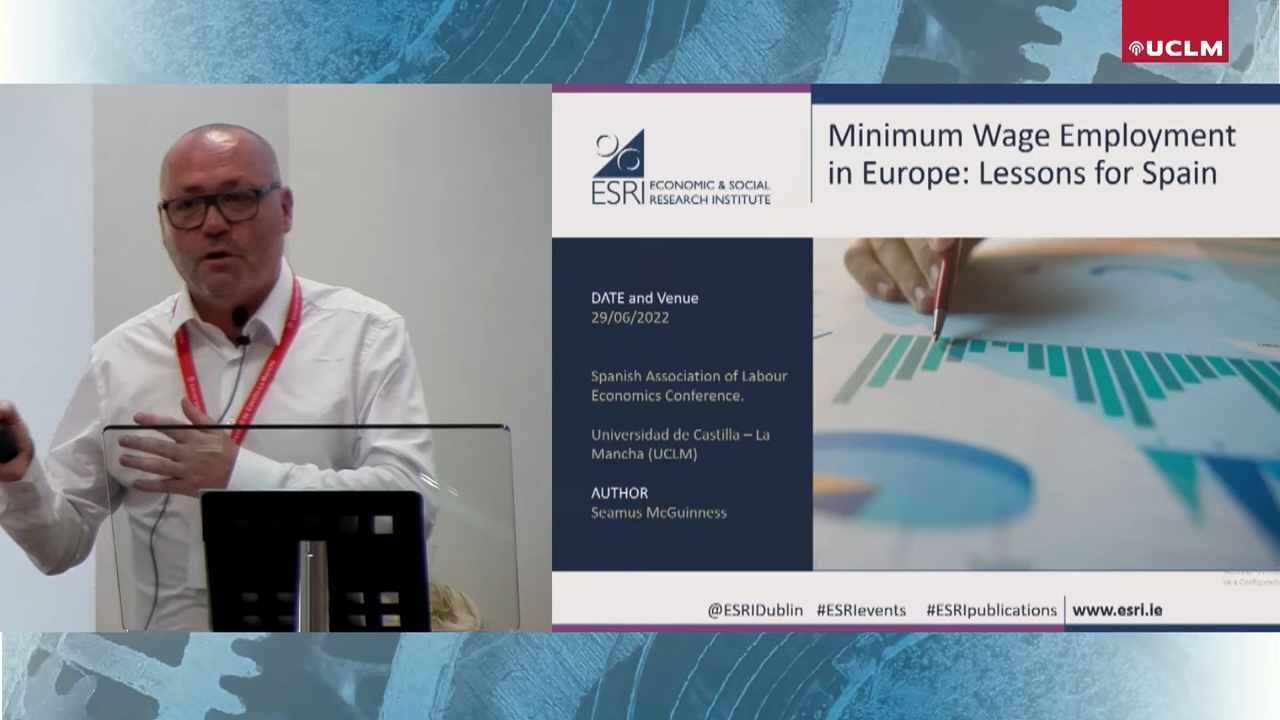 UCLM
Minimum Wage Employment
in Europe: Lessons for Spain
ESRI
ECONOMIC & SOCIAL
RESEARCH INSTITUTE
DATE and Venue
29/06/2022
Spanish Association of Labour
Economics Conference.
Universidad de Castilla – La
Mancha (UCLM)
AUTHOR
Seamus McGuinness
@ESRIDublin #ESRIevents #ESRIpublications
www.esri.ie